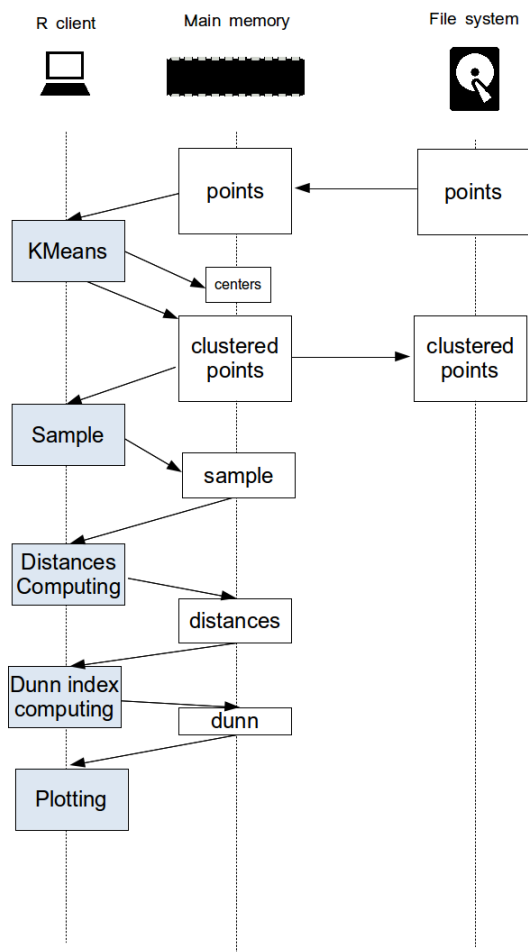 R client
Main memory
File system
points
points
KMeans
centers
clustered
points
clustered
points
Sample
sample
Distances
Computing
distances
Dunn index
computing
dunn
Plotting